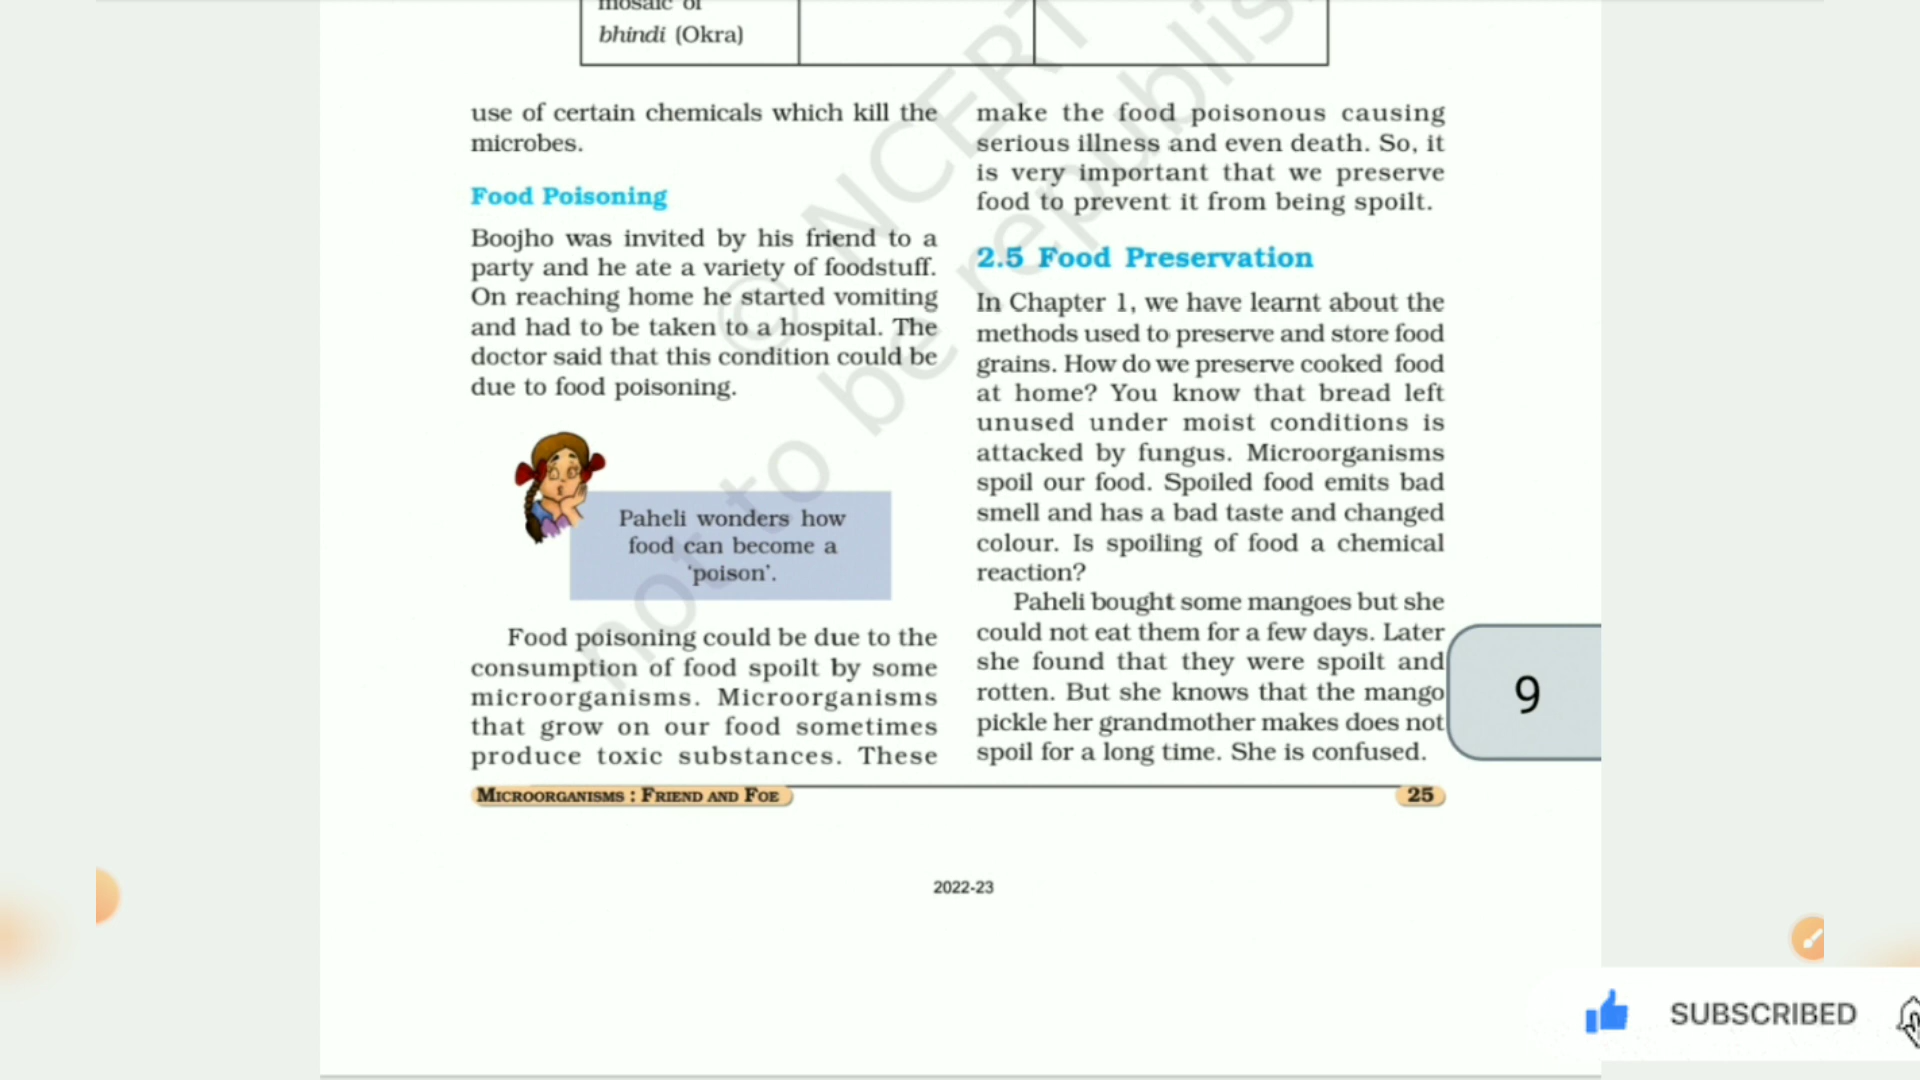 mosaic of
bhindi (Okra)
use of certain chemicals which kill the
microbes.
Food Poisoning
Boojho was invited by his friend to a
party and he ate a variety of foodstuff.
On reaching home he started vomiting
and had to be taken to a hospital. The
doctor said that this condition could be
due to food poisoning.
Paheli wonders how
food can become a
‘poison’.
Food poisoning could be due to the
consumption of food spoilt by some
microorganisms. Microorganisms
that grow on our food sometimes
produce toxic substances. These
make the food poisonous causing
serious illness and even death. So, it
is very important that we preserve
food to prevent it from being spoilt.
2.5 Food Preservation
In Chapter 1, we have learnt about the
methods used to preserve and store food
grains. How do we preserve cooked food
at home? You know that bread left
unused under moist conditions is
attacked by fungus. Microorganisms
spoil our food. Spoiled food emits bad
smell and has a bad taste and changed
colour. Is spoiling of food a chemical
reaction?
Paheli bought some mangoes but she
could not eat them for a few days. Later
she found that they were spoilt and
rotten. But she knows that the mango
pickle her grandmother makes does not
spoil for a long time. She is confused.
9
MICROORGANISMS : FRIEND AND FOE
25
2022-23
© NCERT
not to be republis
SUBSCRIBED